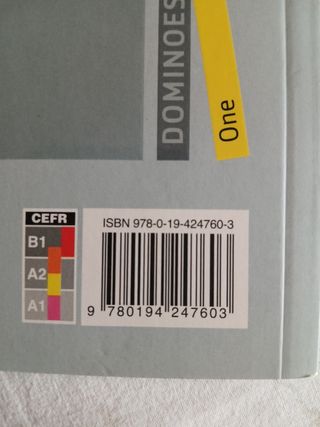 DOMINOES
One
CEFR
B1
A2
A1
ISBN 978-0-19-424760-3
9 780194 247603